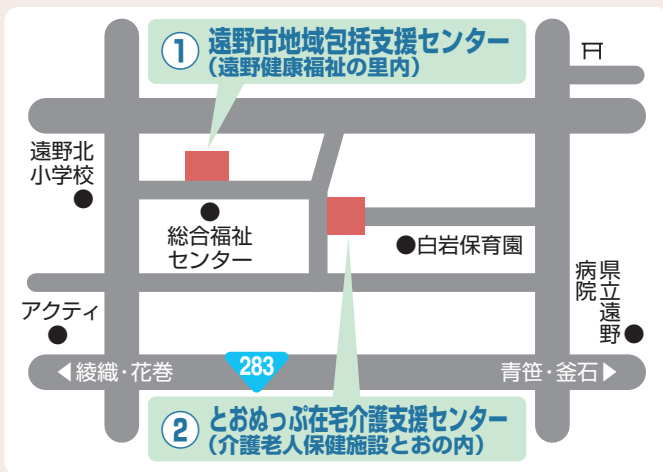 ① 遠野市地域包括支援センター
(遠野健康福祉の里内)
遠野北
小学校
総合福祉
センター
白岩保育園
県立遠野
病院
アクティ
◀綾織・花巻
283
青笹・釜石▶
② とおぬっぷ在宅介護支援センター
(介護老人保健施設とおの内)